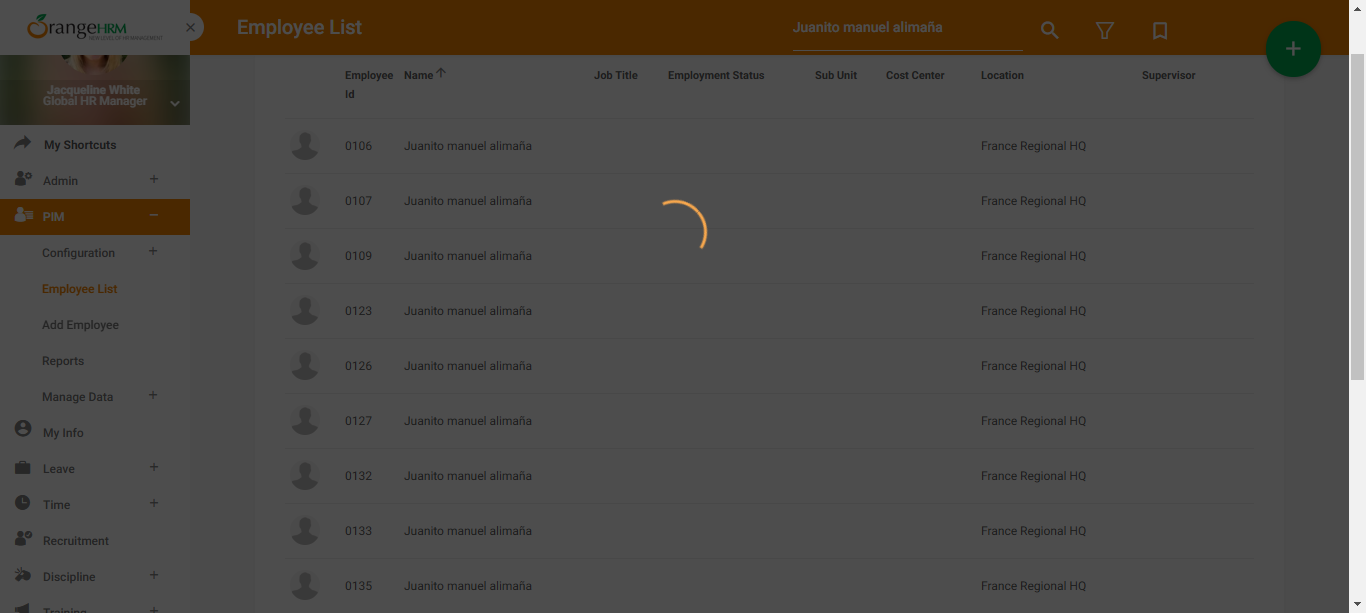 OrangeHRM
NEW LEVEL OF HR MANAGEMENT
Employee List
Juanito manuel alimaña
Jacqueline White
Global HR Manager
My Shortcuts
Admin
PIM
Configuration
Employee List
Add Employee
Reports
Manage Data
My Info
Leave
Time
Recruitment
Discipline
Training
Employee Id Name Job Title Employment Status Sub Unit Cost Center Location Supervisor
0106 Juanito manuel alimaña France Regional HQ
0107 Juanito manuel alimaña France Regional HQ
0109 Juanito manuel alimaña France Regional HQ
0123 Juanito manuel alimaña France Regional HQ
0126 Juanito manuel alimaña France Regional HQ
0127 Juanito manuel alimaña France Regional HQ
0132 Juanito manuel alimaña France Regional HQ
0133 Juanito manuel alimaña France Regional HQ
0135 Juanito manuel alimaña France Regional HQ